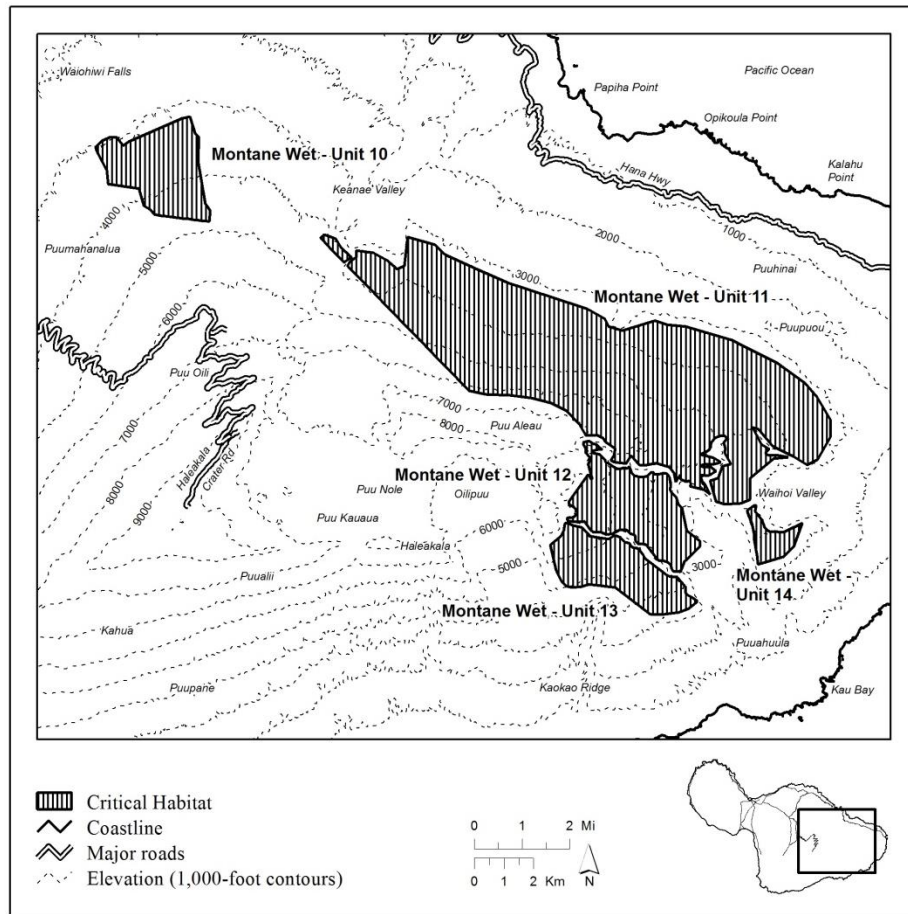 Waiohiwi Falls
Pacific Ocean
Papiha Point
Opikoula Point
Montane Wet - Unit 10
Hana Hwy
Kalahu
Point
Keanae Valley
4000
1000
2000
Puumahanalua
5000
3000
Puuhinai
Montane Wet - Unit 11
6000
Puupuou
Puu Oili
7000
7000
8000
Puu Aleau
Haleakala
Crater Rd
8000
Montane Wet - Unit 12
9000
Puu Nole
Oilipuu
Waihoi Valley
Puu Kauaua
6000
Haleakala
5000
3000
Puualii
Montane Wet -
Unit 14
Montane Wet - Unit 13
Kahua
Puuahuula
Puupane
Kaokao Ridge
Kau Bay
Critical Habitat
Coastline
Major roads
Elevation (1,000-foot contours)
0 1 2 Mi
0 1 2 Km
N